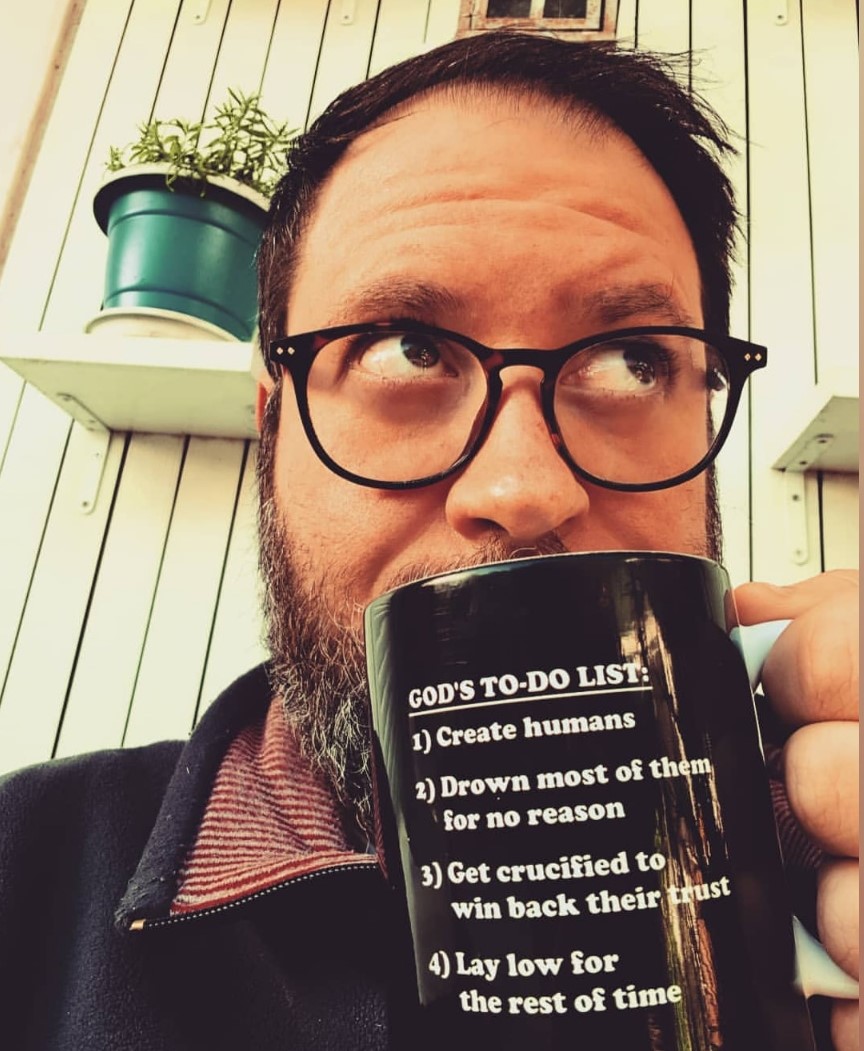 GOD'S TO-DO LIST:
1) Create humans
2) Drown most of them
for no reason
3) Get crucified to
win back their trust
4) Lay low for
the rest of time